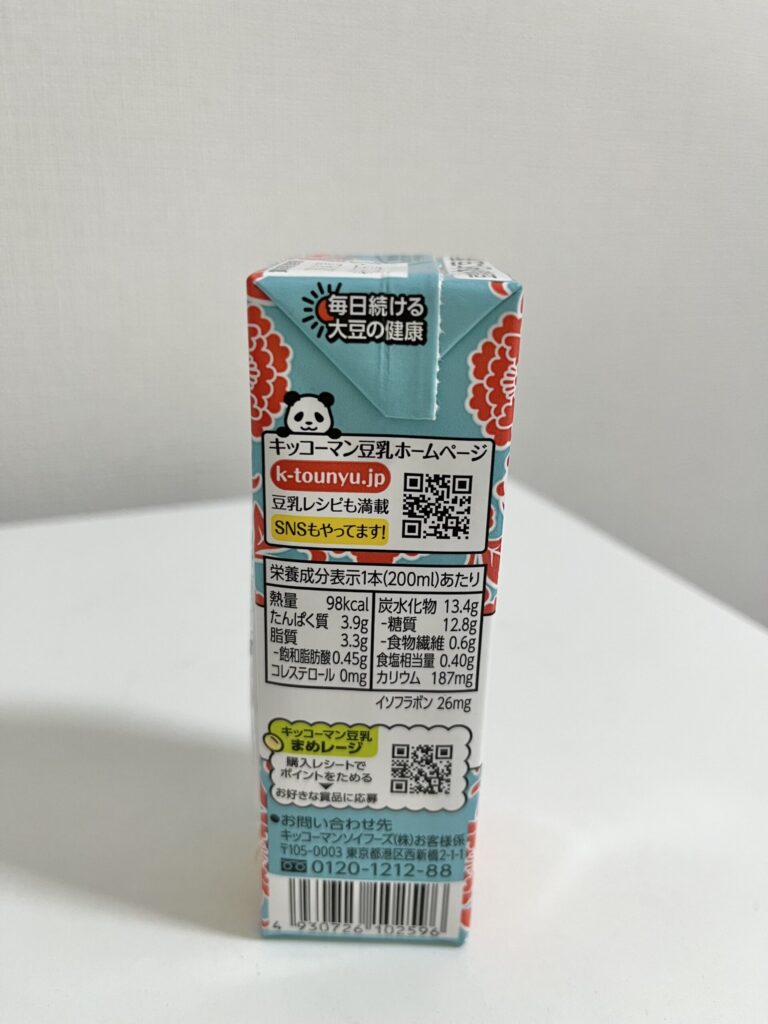 毎日続ける
大豆の健康
キッコーマン豆乳ホームページ
k-tounyu.jp
豆乳レシピも満載
SNSもやってます!
栄養成分表示1本(200ml)あたり
熱量 98kcal
たんぱく質 3.9g
脂質 3.3g
-飽和脂肪酸 0.45g
コレステロール 0mg
炭水化物 13.4g
-糖質 12.8g
-食物繊維 0.6g
食塩相当量 0.40g
カリウム 187mg
イソフラボン 26mg
キッコーマン豆乳
まめレージ
購入レシートで
ポイントをためる
お好きな賞品に応募
●お問い合わせ先
キッコーマンソイフーズ(株)お客様係
〒105-0003 東京都港区西新橋2-1-1
0120-1212-88
4 930726 102596